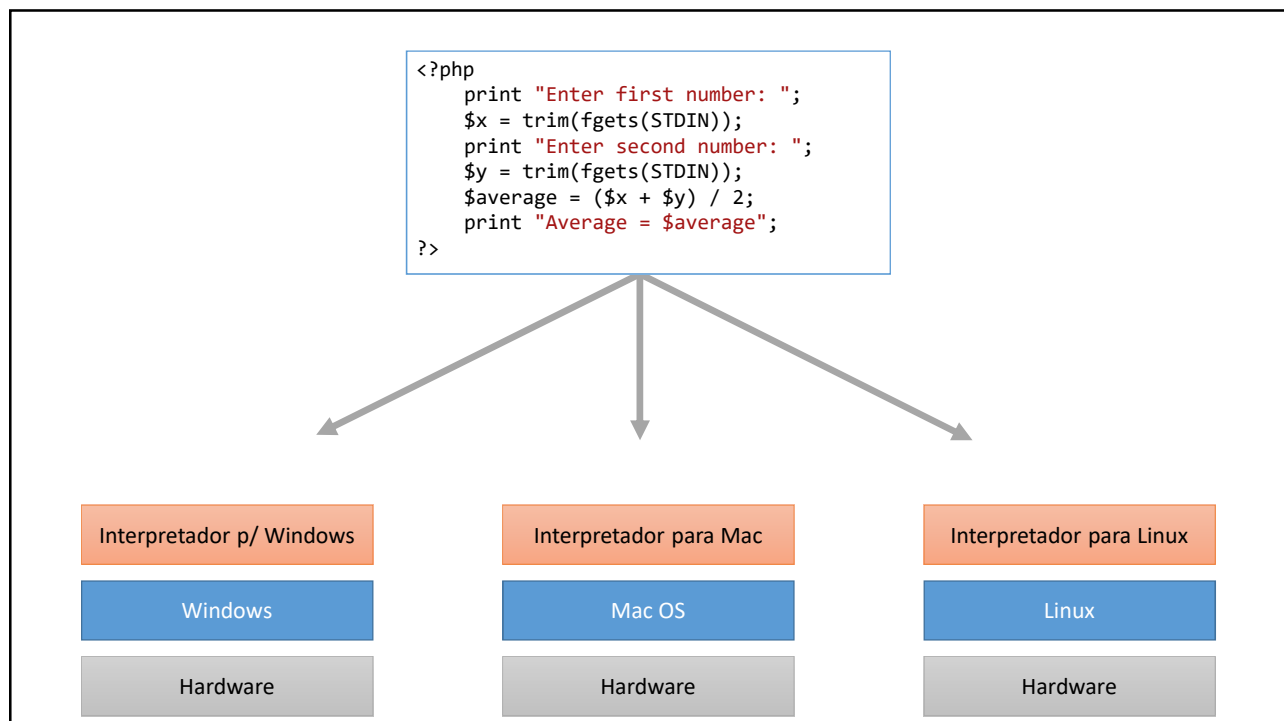 <?php
print "Enter first number: ";
$x = trim(fgets(STDIN));
print "Enter second number: ";
$y = trim(fgets(STDIN));
$average = ($x + $y) / 2;
print "Average = $average";
?>
Interpretador p/ Windows
Interpretador para Mac
Interpretador para Linux
Windows
Mac OS
Linux
Hardware
Hardware
Hardware